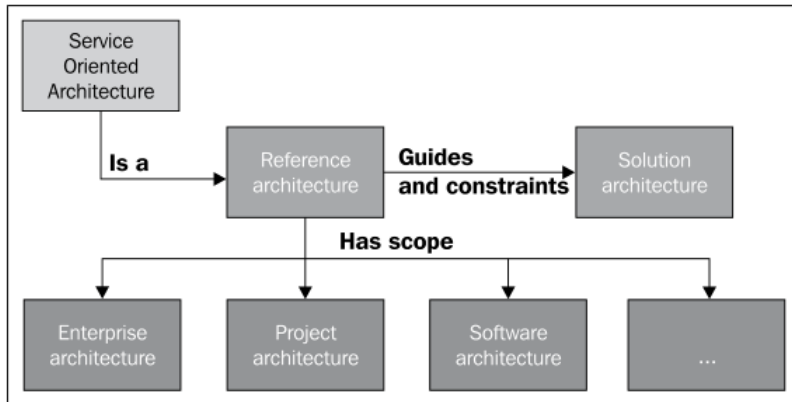 Service
Oriented
Architecture
Is a
Reference
architecture
Guides
and constraints
Solution
architecture
Has scope
Enterprise
architecture
Project
architecture
Software
architecture
...